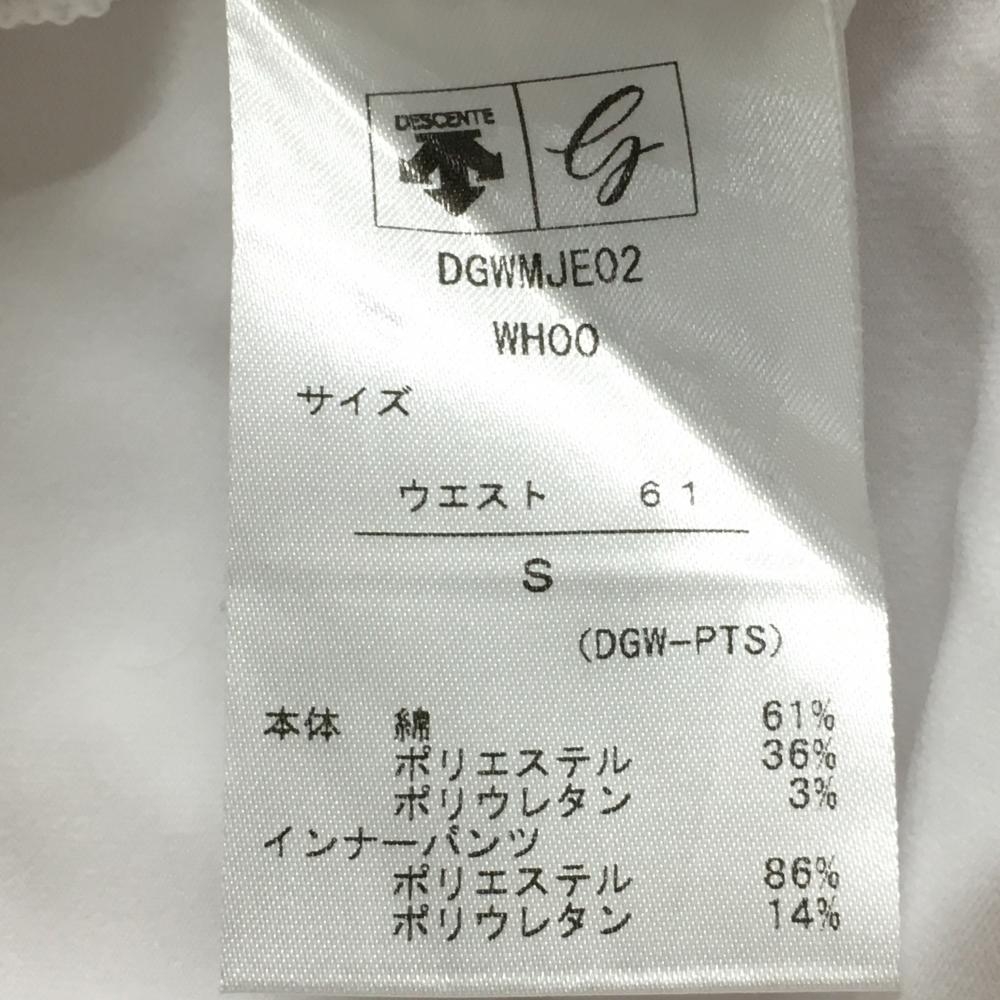 DESCENTE G
DGWMJE02
WH00
サイズ
ウエスト 61
S
(DGW-PTS)
本体 綿 61%
ポリエステル 36%
ポリウレタン 3%
インナーパンツ
ポリエステル 86%
ポリウレタン 14%